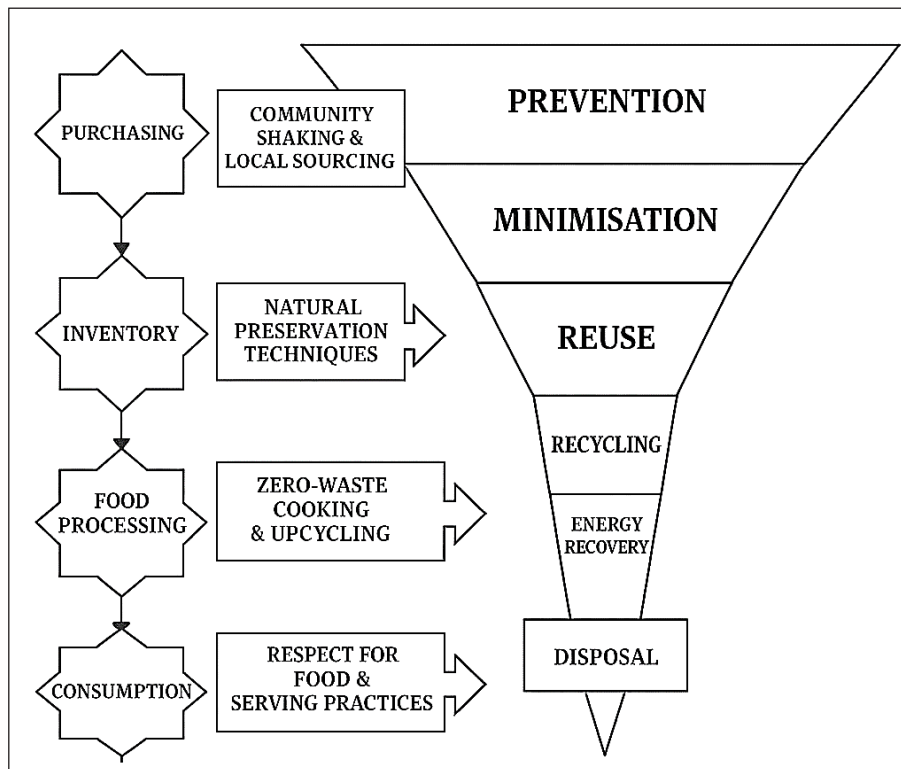 PURCHASING
COMMUNITY
SHAKING &
LOCAL SOURCING
PREVENTION
MINIMISATION
INVENTORY
NATURAL
PRESERVATION
TECHNIQUES
REUSE
RECYCLING
FOOD
PROCESSING
ZERO-WASTE
COOKING
& UPCYCLING
ENERGY
RECOVERY
CONSUMPTION
RESPECT FOR
FOOD &
SERVING PRACTICES
DISPOSAL